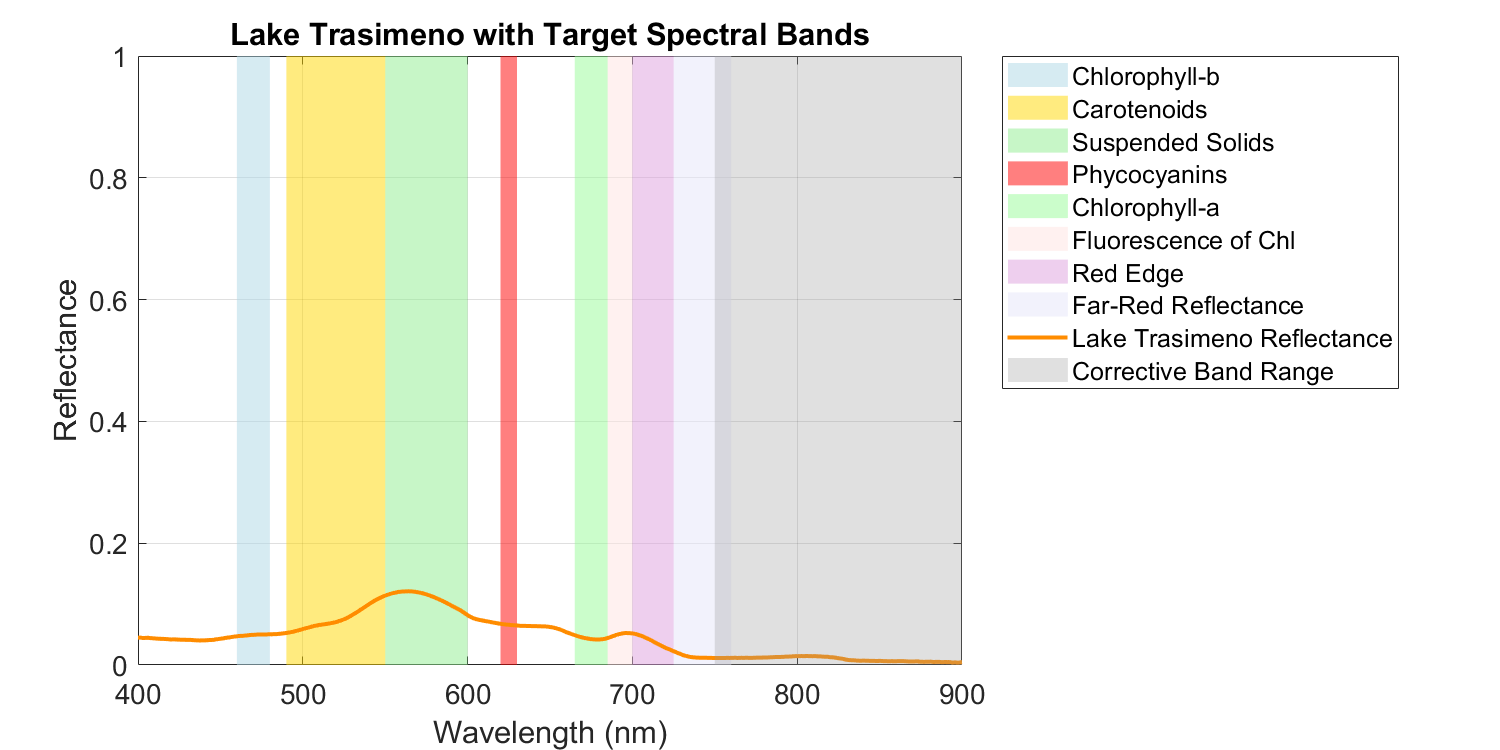 Lake Trasimeno with Target Spectral Bands
1
0.8
0.6
0.4
0.2
0
Reflectance
400 500 600 700 800 900
Wavelength (nm)
Chlorophyll-b
Carotenoids
Suspended Solids
Phycocyanins
Chlorophyll-a
Fluorescence of Chl
Red Edge
Far-Red Reflectance
Lake Trasimeno Reflectance
Corrective Band Range